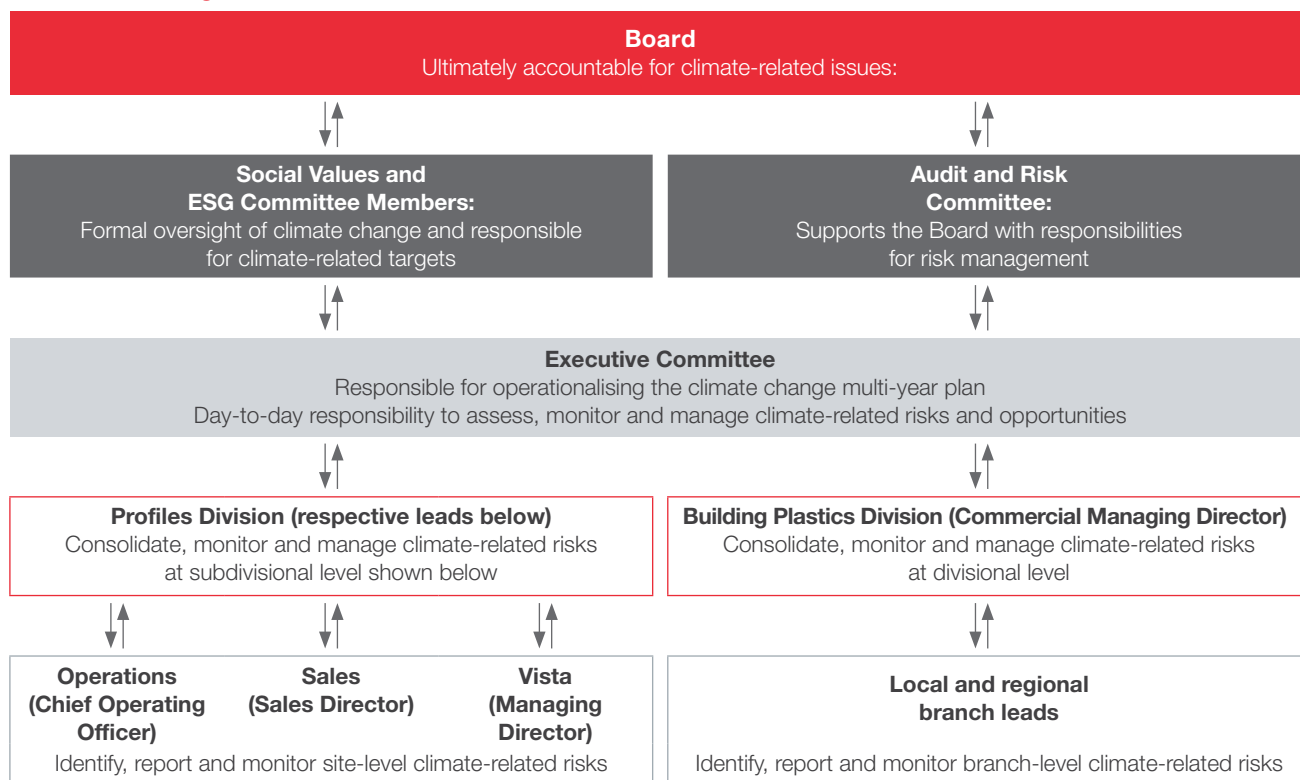 Board
Ultimately accountable for climate-related issues:
Social Values and
ESG Committee Members:
Formal oversight of climate change and responsible
for climate-related targets
Audit and Risk
Committee:
Supports the Board with responsibilities
for risk management
Executive Committee
Responsible for operationalising the climate change multi-year plan
Day-to-day responsibility to assess, monitor and manage climate-related risks and opportunities
Profiles Division (respective leads below)
Consolidate, monitor and manage climate-related risks
at subdivisional level shown below
Building Plastics Division (Commercial Managing Director)
Consolidate, monitor and manage climate-related risks
at divisional level
Operations
(Chief Operating
Officer)
Sales
(Sales Director)
Vista
(Managing
Director)
Identify, report and monitor site-level climate-related risks
Local and regional
branch leads
Identify, report and monitor branch-level climate-related risks